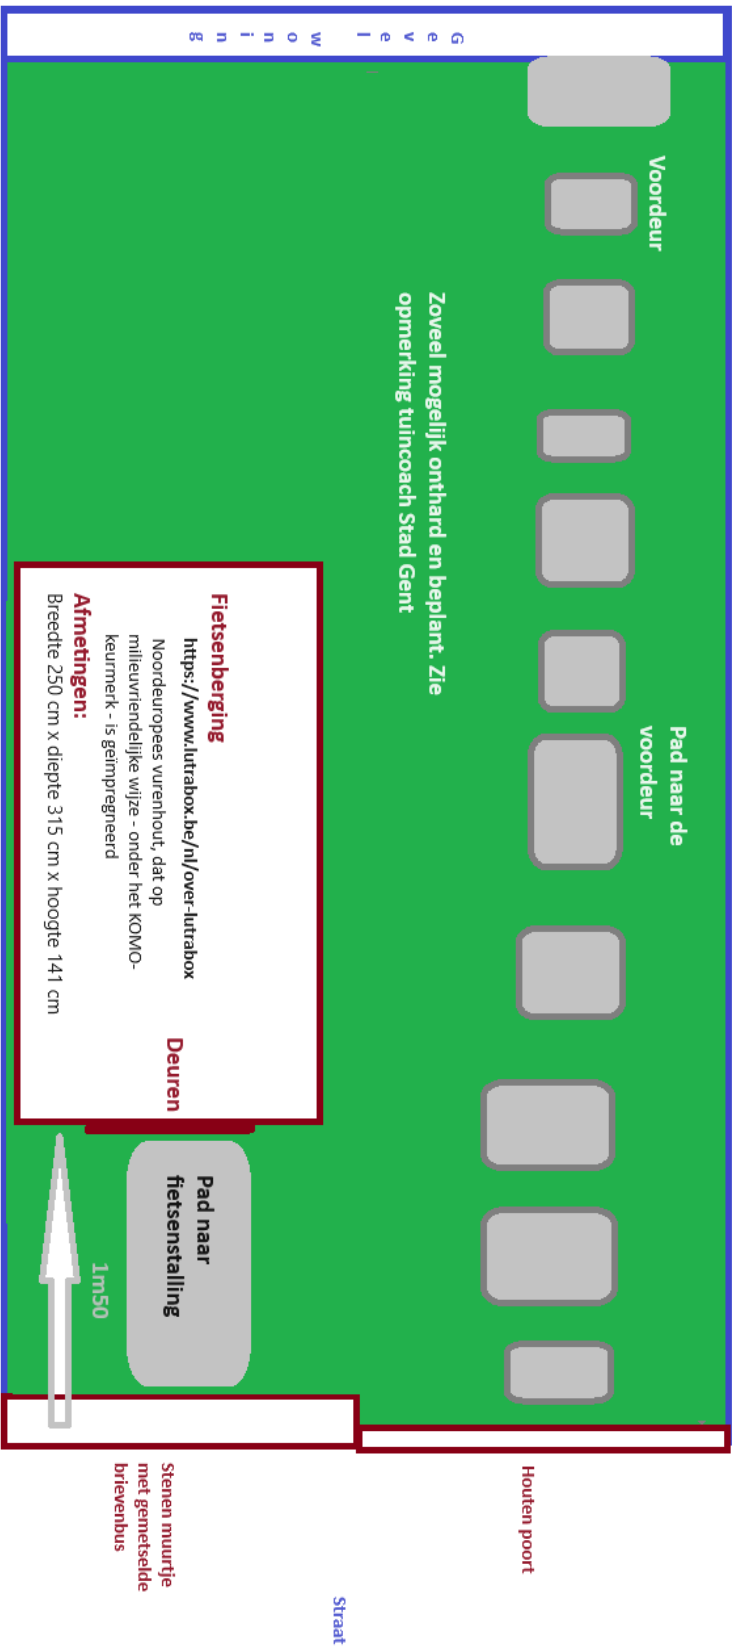 Gevel woning
Voordeur
Zoveel mogelijk onthard en beplant. Zie
opmerking tuincoach Stad Gent
Pad naar de
voordeur
Fietsenberging
https://www.lutrabox.be/nl/over-lutrabox
Noordeuropees vurenhout, dat op
milieuvriendelijke wijze - onder het KOMO-
keurmerk - is geïmpregneerd
Afmetingen:
Breedte 250 cm x diepte 315 cm x hoogte 141 cm
Deuren
Pad naar
fietsenstalling
1m50
Houten poort
Stenen muurtje
met gemetselde
brievenbus
Straat